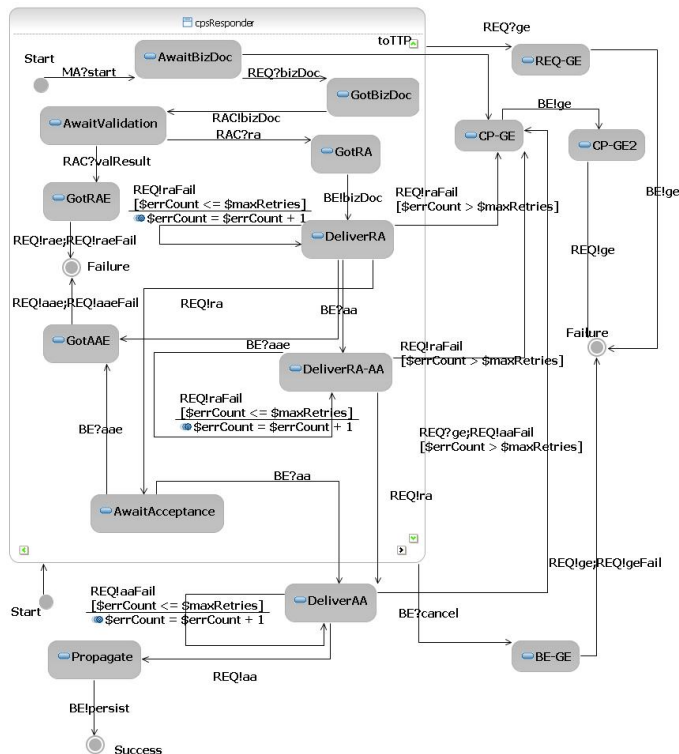 cpsResponder
toTTP
REQ?ge
Start
AwaitBizDoc
REQ-GE
MA?start
REQ?bizDoc
GotBizDoc
BE!ge
RAC!bizDoc
AwaitValidation
RAC?ra
CP-GE
CP-GE2
GotRA
RAC?valResult
BE!ge
GotRAE
REQ!raFail
[$errCount <= $maxRetries]
$errCount = $errCount + 1
BE!bizDoc
REQ!raFail
[$errCount > $maxRetries]
DeliverRA
REQ!rae;REQ!raeFail
REQ!ge
Failure
REQ!aae;REQ!aaeFail
REQ!ra
BE?aa
Failure
GotAAE
BE?aae
REQ!raFail
[$errCount > $maxRetries]
DeliverRA-AA
REQ!raFail
[$errCount <= $maxRetries]
$errCount = $errCount + 1
BE?aae
REQ?ge;REQ!aaFail
[$errCount > $maxRetries]
BE?aa
REQ!ra
AwaitAcceptance
REQ!ge;REQ!geFail
Start
REQ!aaFail
[$errCount <= $maxRetries]
$errCount = $errCount + 1
DeliverAA
BE?cancel
Propagate
REQ!aa
BE-GE
BE!persist
Success